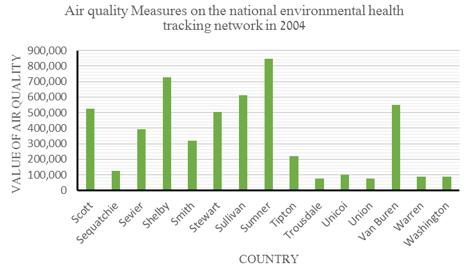 Air quality Measures on the national environmental health
tracking network in 2004
VALUE OF AIR QUALITY
900,000
800,000
700,000
600,000
500,000
400,000
300,000
200,000
100,000
0
Scott
Sequatchie
Sevier
Shelby
Smith
Stewart
Sullivan
Sumner
Tipton
Trousdale
Unicoi
Union
Van Buren
Warren
Washington
COUNTRY